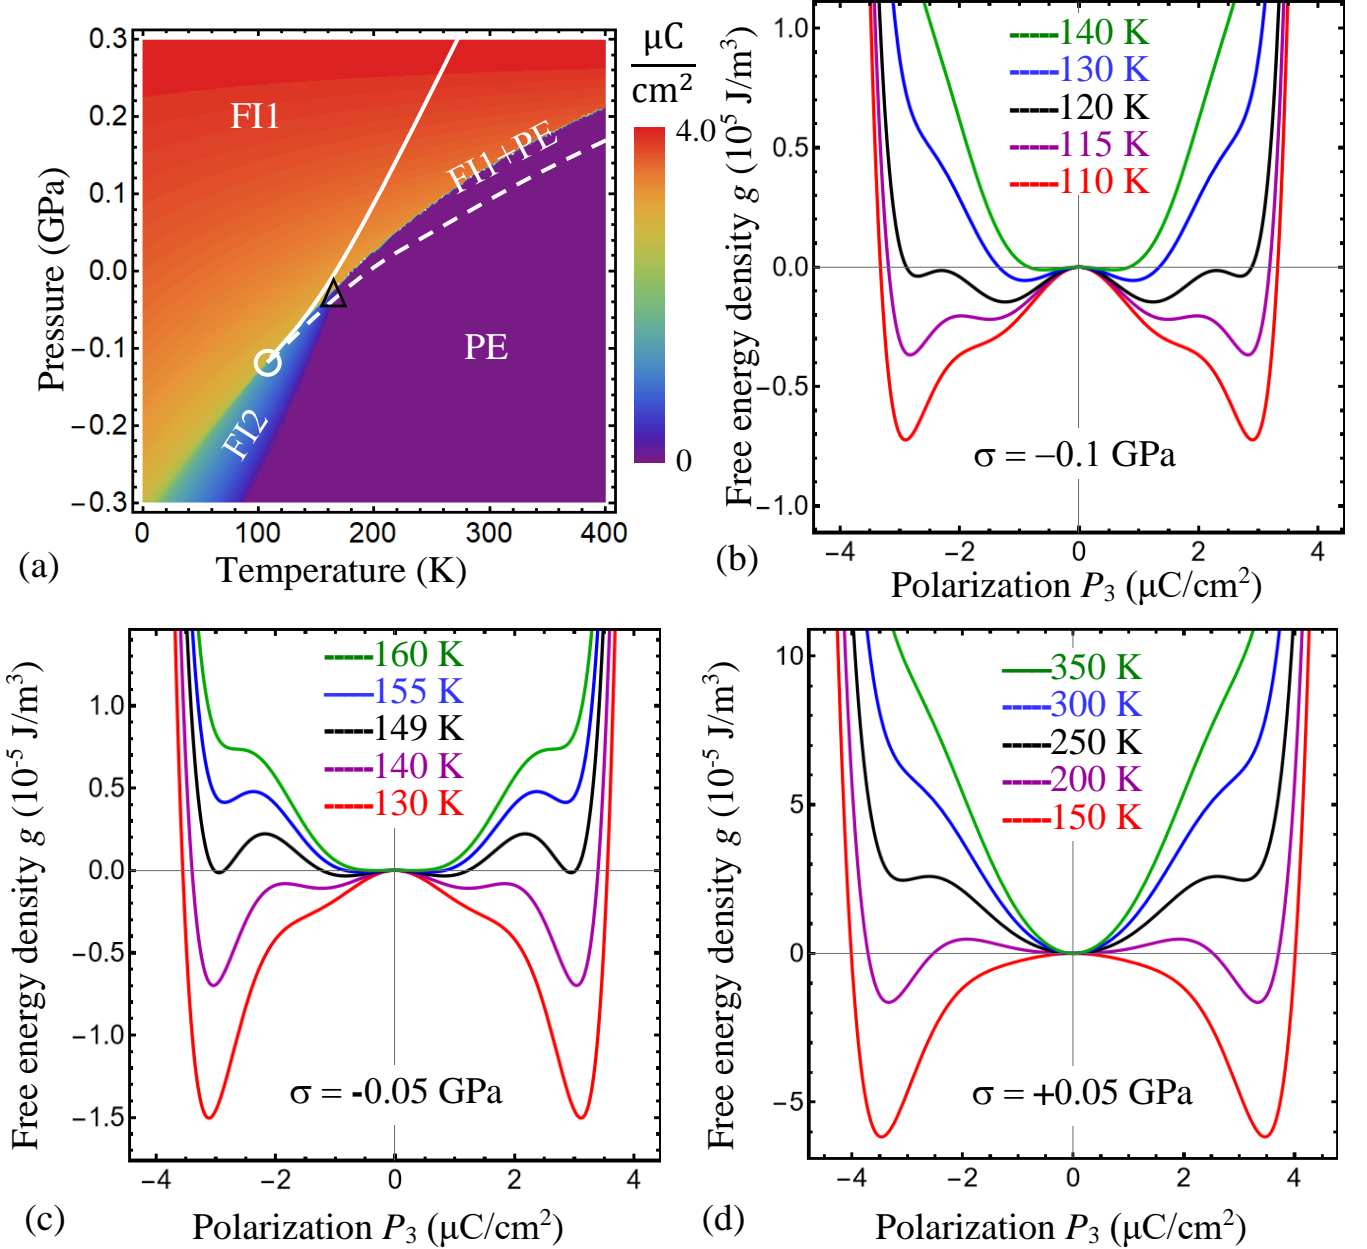 0.3
0.2
0.1
0.0
−0.1
−0.2
−0.3
Pressure (GPa)
0
100
200
300
400
Temperature (K)
FI1
FI1+PE
PE
FI2
μC
cm²
4.0
0
(a)
1.0
0.5
0.0
−0.5
−1.0
Free energy density g (10⁵ J/m³)
140 K
130 K
120 K
115 K
110 K
σ = −0.1 GPa
−4
−2
0
2
4
Polarization P₃ (μC/cm²)
(b)
1.0
0.5
0.0
−0.5
−1.0
−1.5
Free energy density g (10⁻⁵ J/m³)
160 K
155 K
149 K
140 K
130 K
σ = -0.05 GPa
−4
−2
0
2
4
Polarization P₃ (μC/cm²)
(c)
10
5
0
−5
Free energy density g (10⁻⁵ J/m³)
350 K
300 K
250 K
200 K
150 K
σ = +0.05 GPa
−4
−2
0
2
4
Polarization P₃ (μC/cm²)
(d)